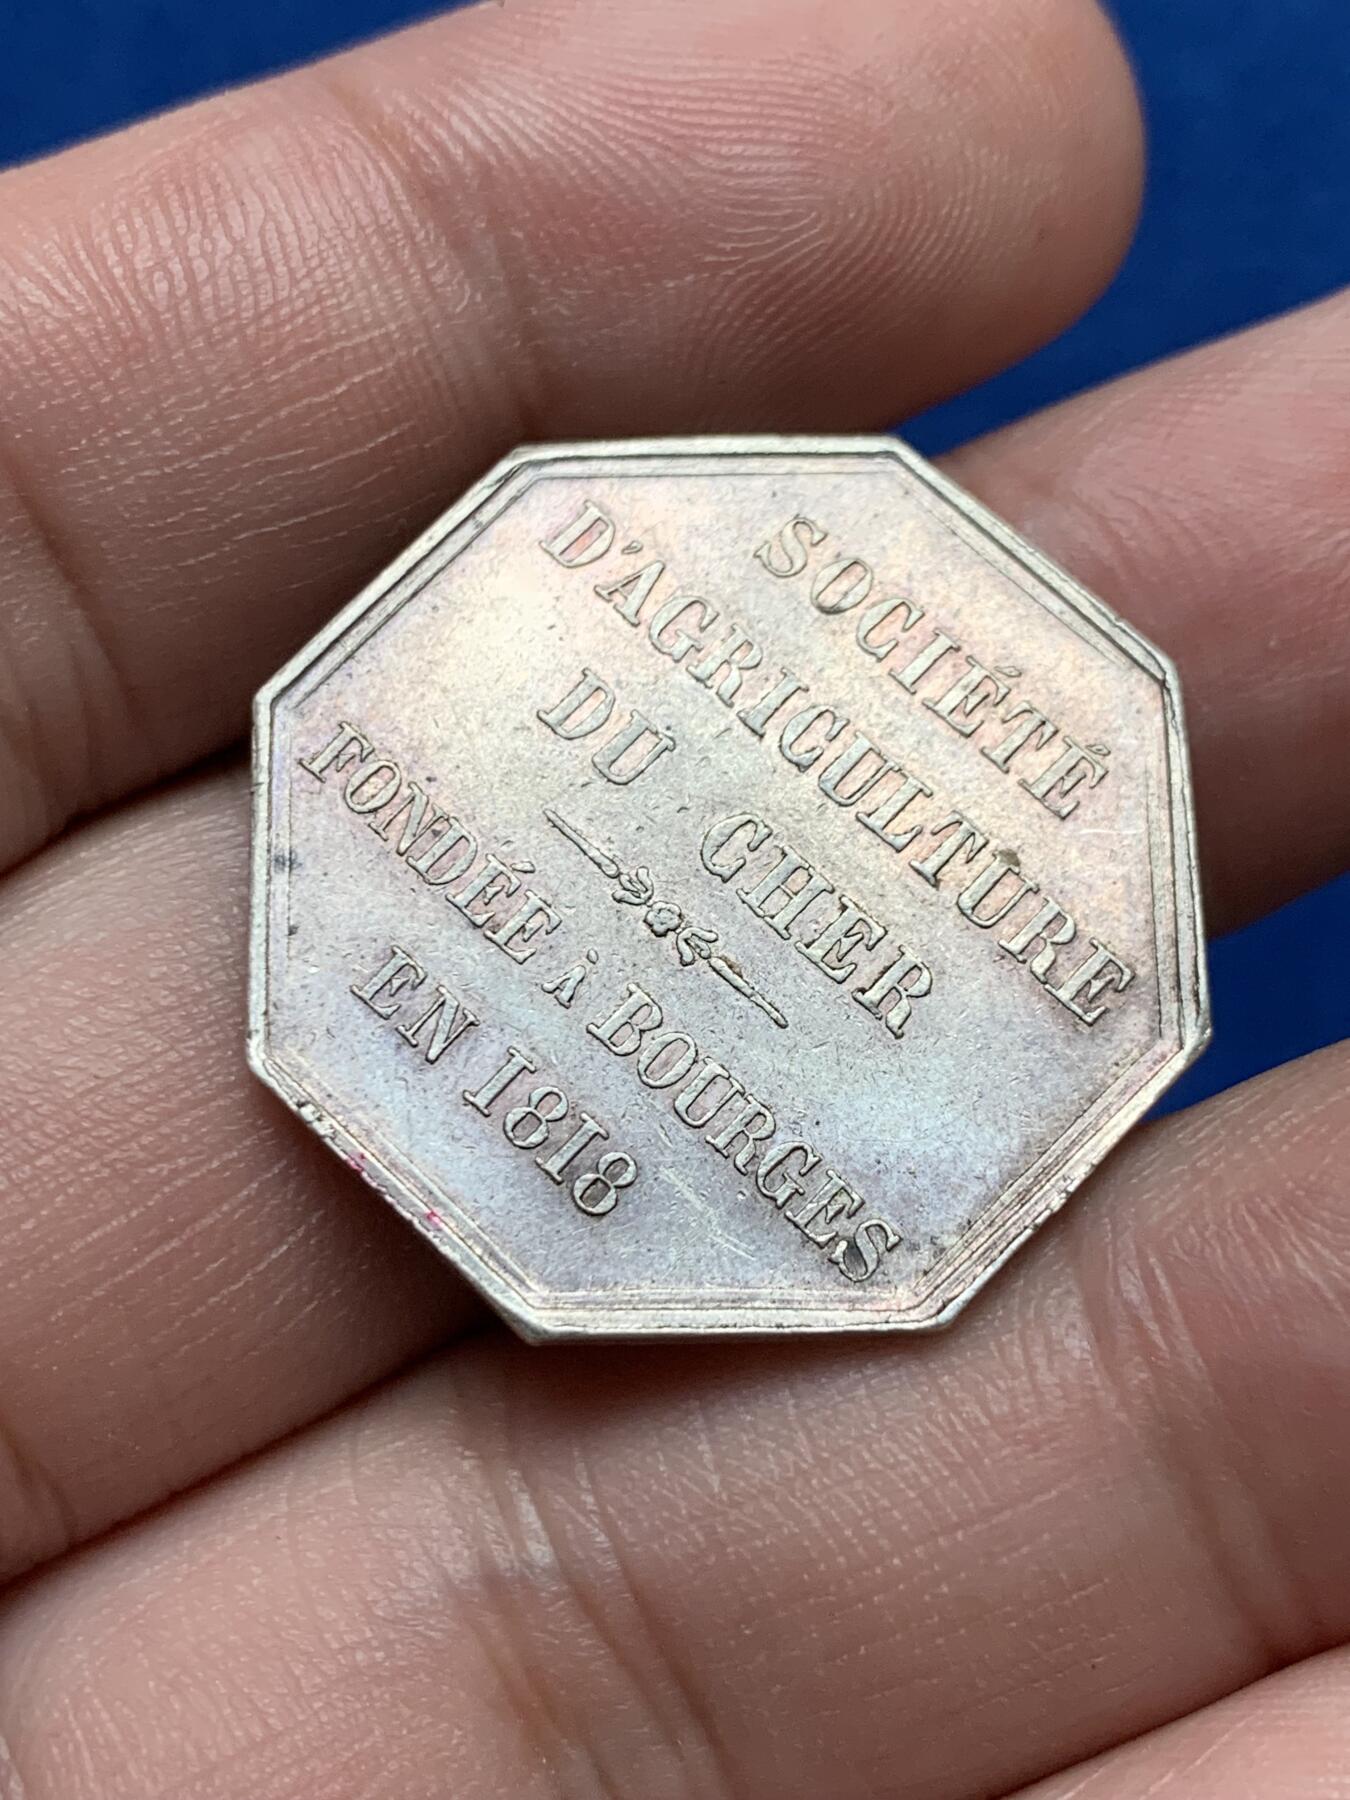 SOCIÉTÉ
D'AGRICULTURE
DU CHER
FONDÉE À BOURGES
EN 1818